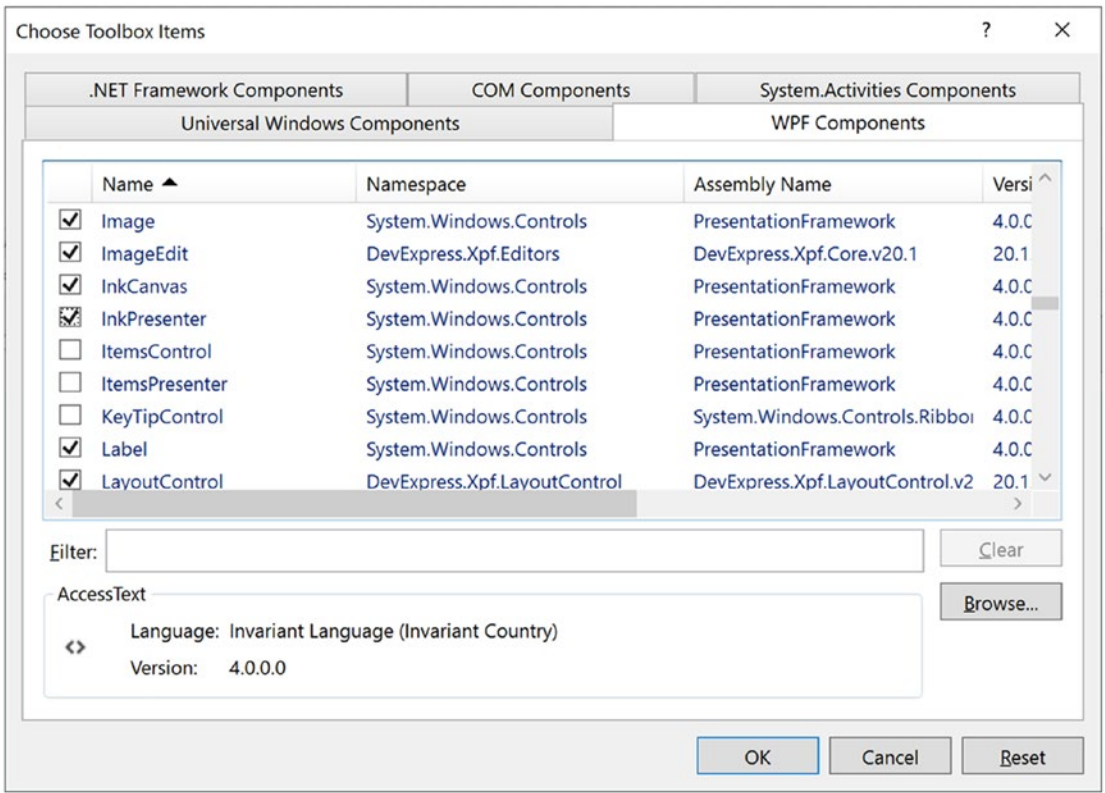 Choose Toolbox Items ?
.NET Framework Components COM Components System.Activities Components
Universal Windows Components WPF Components
Name Namespace Assembly Name Versi
Image System.Windows.Controls PresentationFramework 4.0.0
ImageEdit DevExpress.Xpf.Editors DevExpress.Xpf.Core.v20.1 20.1
InkCanvas System.Windows.Controls PresentationFramework 4.0.0
InkPresenter System.Windows.Controls PresentationFramework 4.0.0
ItemsControl System.Windows.Controls PresentationFramework 4.0.0
ItemsPresenter System.Windows.Controls PresentationFramework 4.0.0
KeyTipControl System.Windows.Controls System.Windows.Controls.Ribbo 4.0.0
Label System.Windows.Controls PresentationFramework 4.0.0
LayoutControl DevExpress.Xpf.LayoutControl DevExpress.Xpf.LayoutControl.v2 20.1
Filter: Clear
AccessText Browse...
Language: Invariant Language (Invariant Country)
Version: 4.0.0.0
OK Cancel Reset